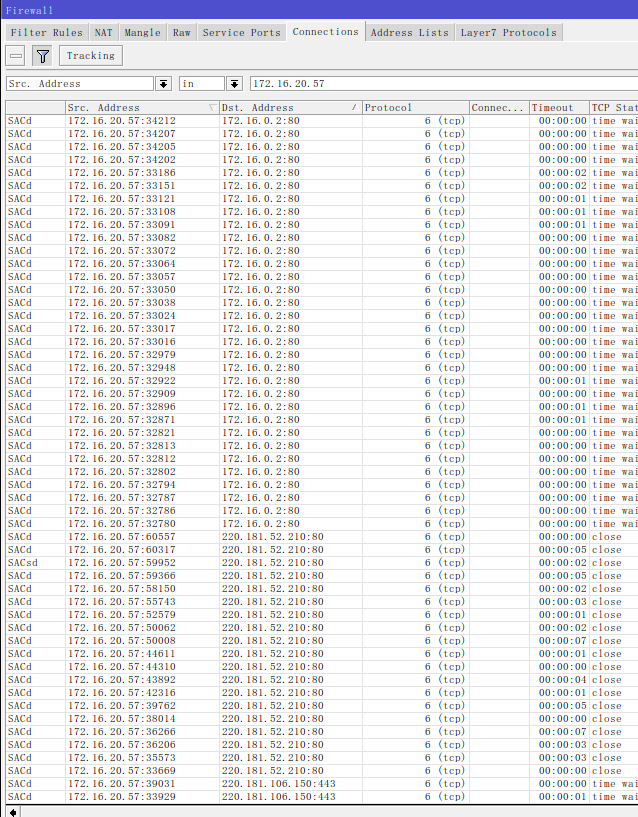 Firewall
Filter Rules NAT Mangle Raw Service Ports Connections Address Lists Layer7 Protocols
Tracking
Src. Address in 172.16.20.57
Src. Address Dst. Address Protocol Connec... Timeout TCP Stat
SACd 172.16.20.57:34212 172.16.0.2:80 6 (tcp) 00:00:00 time wai
SACd 172.16.20.57:34207 172.16.0.2:80 6 (tcp) 00:00:00 time wai
SACd 172.16.20.57:34205 172.16.0.2:80 6 (tcp) 00:00:00 time wai
SACd 172.16.20.57:34202 172.16.0.2:80 6 (tcp) 00:00:00 time wai
SACd 172.16.20.57:33186 172.16.0.2:80 6 (tcp) 00:00:02 time wai
SACd 172.16.20.57:33151 172.16.0.2:80 6 (tcp) 00:00:02 time wai
SACd 172.16.20.57:33121 172.16.0.2:80 6 (tcp) 00:00:01 time wai
SACd 172.16.20.57:33108 172.16.0.2:80 6 (tcp) 00:00:01 time wai
SACd 172.16.20.57:33091 172.16.0.2:80 6 (tcp) 00:00:01 time wai
SACd 172.16.20.57:33082 172.16.0.2:80 6 (tcp) 00:00:00 time wai
SACd 172.16.20.57:33072 172.16.0.2:80 6 (tcp) 00:00:00 time wai
SACd 172.16.20.57:33064 172.16.0.2:80 6 (tcp) 00:00:00 time wai
SACd 172.16.20.57:33057 172.16.0.2:80 6 (tcp) 00:00:01 time wai
SACd 172.16.20.57:33050 172.16.0.2:80 6 (tcp) 00:00:00 time wai
SACd 172.16.20.57:33038 172.16.0.2:80 6 (tcp) 00:00:00 time wai
SACd 172.16.20.57:33024 172.16.0.2:80 6 (tcp) 00:00:00 time wai
SACd 172.16.20.57:33017 172.16.0.2:80 6 (tcp) 00:00:00 time wai
SACd 172.16.20.57:33016 172.16.0.2:80 6 (tcp) 00:00:00 time wai
SACd 172.16.20.57:32979 172.16.0.2:80 6 (tcp) 00:00:00 time wai
SACd 172.16.20.57:32948 172.16.0.2:80 6 (tcp) 00:00:00 time wai
SACd 172.16.20.57:32922 172.16.0.2:80 6 (tcp) 00:00:01 time wai
SACd 172.16.20.57:32909 172.16.0.2:80 6 (tcp) 00:00:00 time wai
SACd 172.16.20.57:32896 172.16.0.2:80 6 (tcp) 00:00:01 time wai
SACd 172.16.20.57:32871 172.16.0.2:80 6 (tcp) 00:00:01 time wai
SACd 172.16.20.57:32821 172.16.0.2:80 6 (tcp) 00:00:00 time wai
SACd 172.16.20.57:32813 172.16.0.2:80 6 (tcp) 00:00:00 time wai
SACd 172.16.20.57:32812 172.16.0.2:80 6 (tcp) 00:00:00 time wai
SACd 172.16.20.57:32802 172.16.0.2:80 6 (tcp) 00:00:00 time wai
SACd 172.16.20.57:32794 172.16.0.2:80 6 (tcp) 00:00:00 time wai
SACd 172.16.20.57:32787 172.16.0.2:80 6 (tcp) 00:00:00 time wai
SACd 172.16.20.57:32786 172.16.0.2:80 6 (tcp) 00:00:00 time wai
SACd 172.16.20.57:32780 172.16.0.2:80 6 (tcp) 00:00:00 time wai
SACd 172.16.20.57:60557 220.181.52.210:80 6 (tcp) 00:00:00 close
SACd 172.16.20.57:60317 220.181.52.210:80 6 (tcp) 00:00:05 close
SACsd 172.16.20.57:59952 220.181.52.210:80 6 (tcp) 00:00:02 close
SACd 172.16.20.57:59366 220.181.52.210:80 6 (tcp) 00:00:05 close
SACd 172.16.20.57:58150 220.181.52.210:80 6 (tcp) 00:00:02 close
SACd 172.16.20.57:55743 220.181.52.210:80 6 (tcp) 00:00:03 close
SACd 172.16.20.57:52579 220.181.52.210:80 6 (tcp) 00:00:01 close
SACd 172.16.20.57:50062 220.181.52.210:80 6 (tcp) 00:00:02 close
SACd 172.16.20.57:50008 220.181.52.210:80 6 (tcp) 00:00:07 close
SACd 172.16.20.57:44611 220.181.52.210:80 6 (tcp) 00:00:01 close
SACd 172.16.20.57:44310 220.181.52.210:80 6 (tcp) 00:00:00 close
SACd 172.16.20.57:43892 220.181.52.210:80 6 (tcp) 00:00:04 close
SACd 172.16.20.57:42316 220.181.52.210:80 6 (tcp) 00:00:01 close
SACd 172.16.20.57:39762 220.181.52.210:80 6 (tcp) 00:00:05 close
SACd 172.16.20.57:38014 220.181.52.210:80 6 (tcp) 00:00:00 close
SACd 172.16.20.57:36266 220.181.52.210:80 6 (tcp) 00:00:07 close
SACd 172.16.20.57:36206 220.181.52.210:80 6 (tcp) 00:00:03 close
SACd 172.16.20.57:35573 220.181.52.210:80 6 (tcp) 00:00:03 close
SACd 172.16.20.57:33669 220.181.52.210:80 6 (tcp) 00:00:00 close
SACd 172.16.20.57:39031 220.181.106.150:443 6 (tcp) 00:00:00 time wai
SACd 172.16.20.57:33929 220.181.106.150:443 6 (tcp) 00:00:01 time wai